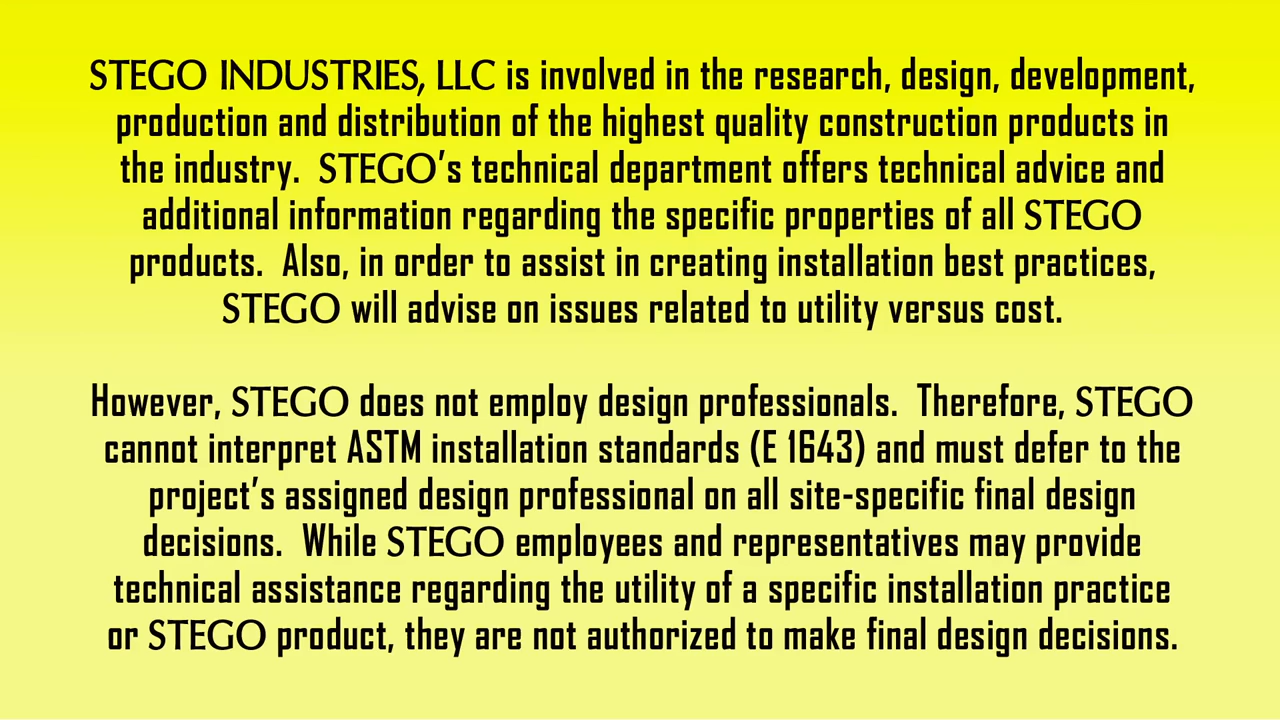 STEGO INDUSTRIES, LLC is involved in the research, design, development,
production and distribution of the highest quality construction products in
the industry.  STEGO's technical department offers technical advice and
additional information regarding the specific properties of all STEGO
products.  Also, in order to assist in creating installation best practices,
STEGO will advise on issues related to utility versus cost.
However, STEGO does not employ design professionals.  Therefore, STEGO
cannot interpret ASTM installation standards (E 1643) and must defer to the
project's assigned design professional on all site-specific final design
decisions.  While STEGO employees and representatives may provide
technical assistance regarding the utility of a specific installation practice
or STEGO product, they are not authorized to make final design decisions.